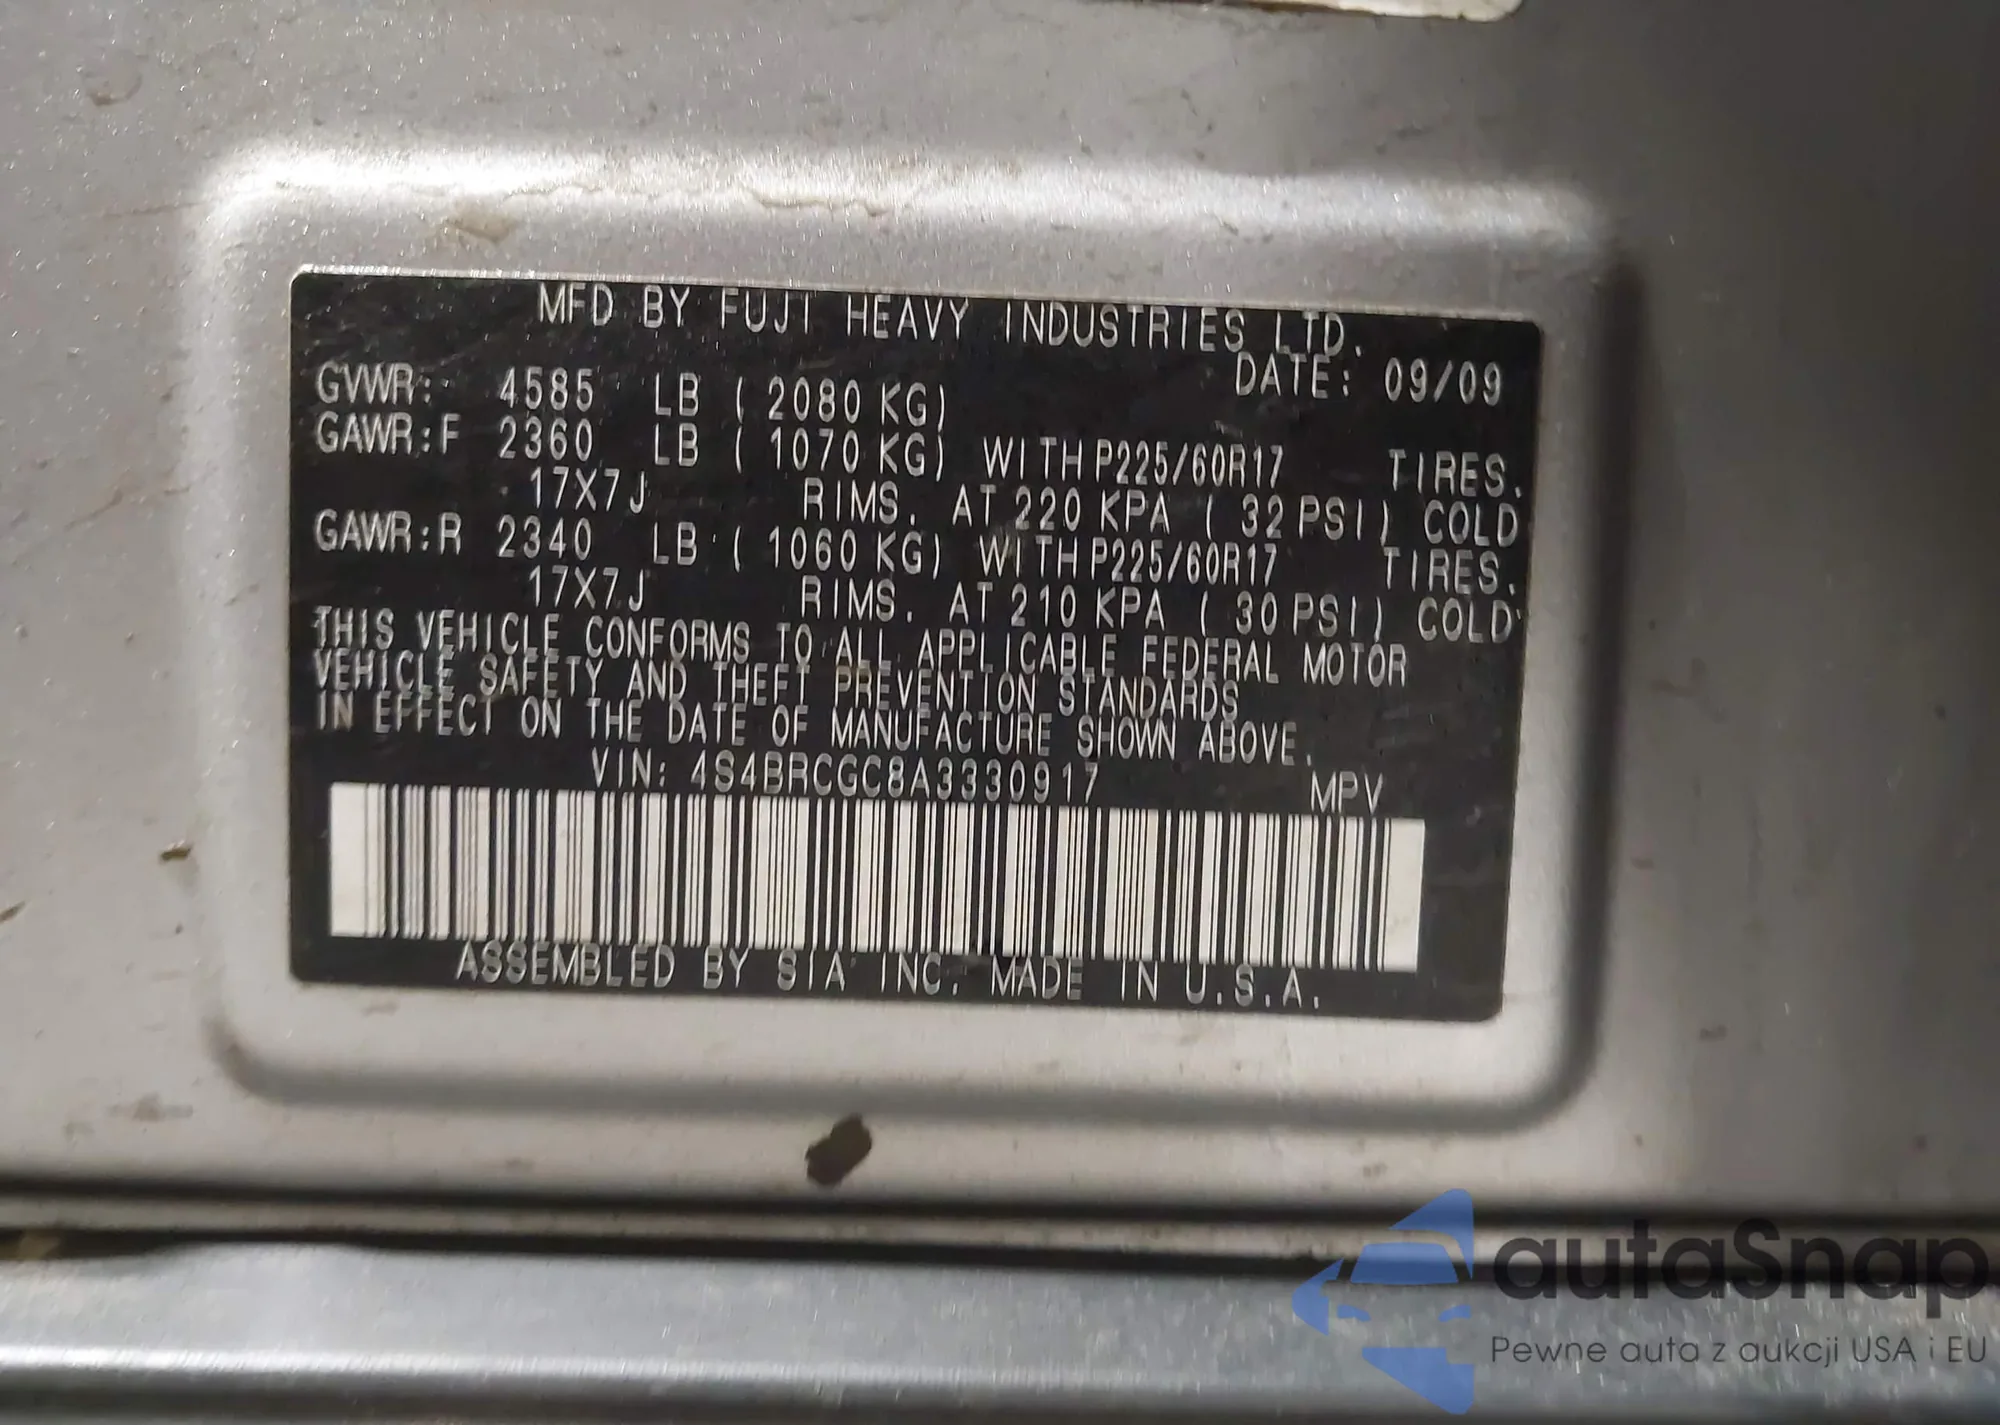 MFD BY FUJI HEAVY INDUSTRIES LTD.
DATE: 09/09
GVWR: 4585 LB ( 2080 KG)
GAWR:F 2360 LB ( 1070 KG) WITH P225/60R17 TIRES.
17X7J RIMS. AT 220 KPA ( 32 PSI) COLD
GAWR:R 2340 LB ( 1060 KG) WITH P225/60R17 TIRES.
17X7J RIMS. AT 210 KPA ( 30 PSI) COLD
THIS VEHICLE CONFORMS TO ALL APPLICABLE FEDERAL MOTOR
VEHICLE SAFETY AND THEFT PREVENTION STANDARDS
IN EFFECT ON THE DATE OF MANUFACTURE SHOWN ABOVE.
VIN: 4S4BRCGC8A3330917 MPV
ASSEMBLED BY SIA INC. MADE IN U.S.A.
autaSnap
Pewne auta z aukcji USA i EU